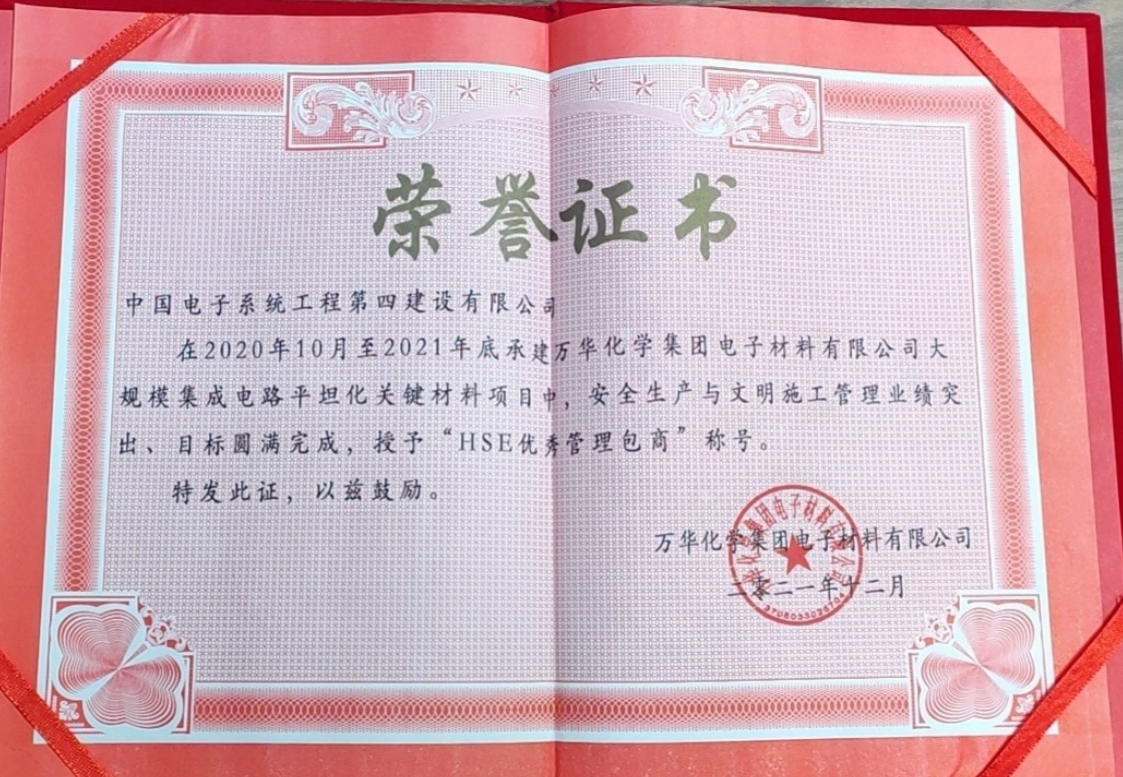 荣誉证书
中国电子系统工程第四建设有限公司
在2020年10月至2021年底承建万华化学集团电子材料有限公司大
规模集成电路平坦化关键材料项目中，安全生产与文明施工管理业绩突
出、目标圆满完成，授予“HSE优秀管理包商”称号。
特发此证，以兹鼓励。
万华化学集团电子材料有限公司
二零二一年十二月